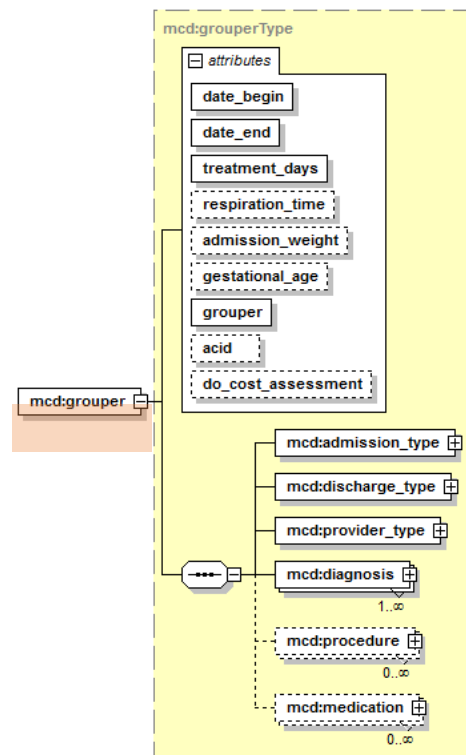 mcd:grouperType
attributes
date_begin
date_end
treatment_days
respiration_time
admission_weight
gestational_age
grouper
acid
do_cost_assessment
mcd:grouper
mcd:admission_type
mcd:discharge_type
mcd:provider_type
mcd:diagnosis
1..∞
mcd:procedure
0..∞
mcd:medication
0..∞